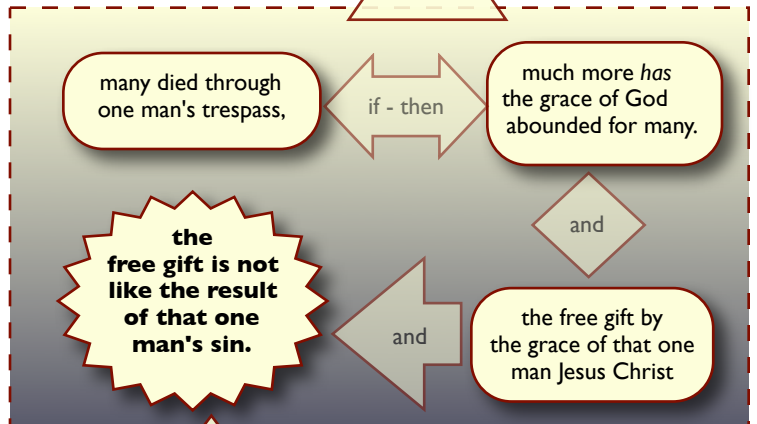 many died through
one man's trespass,
if - then
much more has
the grace of God
abounded for many.
and
the free gift by
the grace of that one
man Jesus Christ
and
the
free gift is not
like the result
of that one
man's sin.